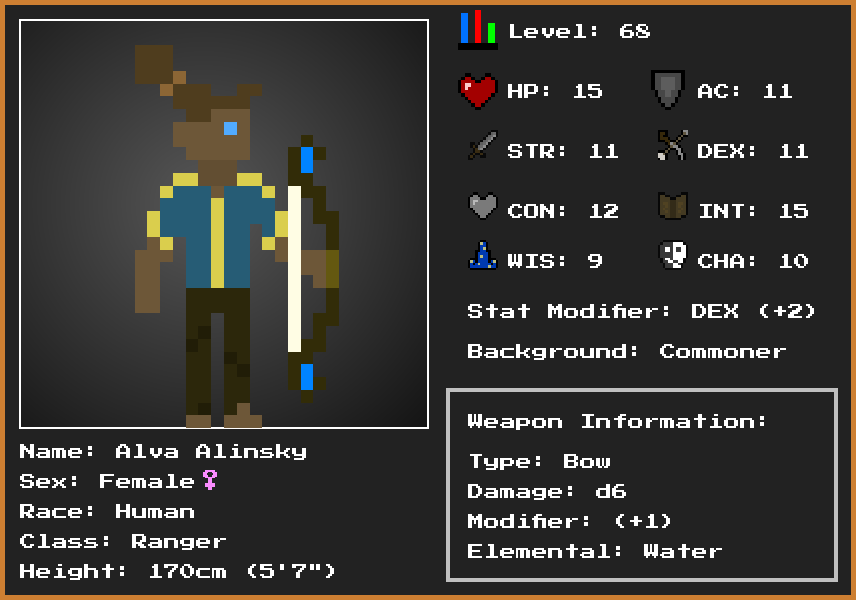 Level: 68
HP: 15
AC: 11
STR: 11
DEX: 11
CON: 12
INT: 15
WIS: 9
CHA: 10
Stat Modifier: DEX (+2)
Background: Commoner
Weapon Information:
Type: Bow
Damage: d6
Modifier: (+1)
Elemental: Water
Name: Alva Alinsky
Sex: Female♀
Race: Human
Class: Ranger
Height: 170cm (5'7")